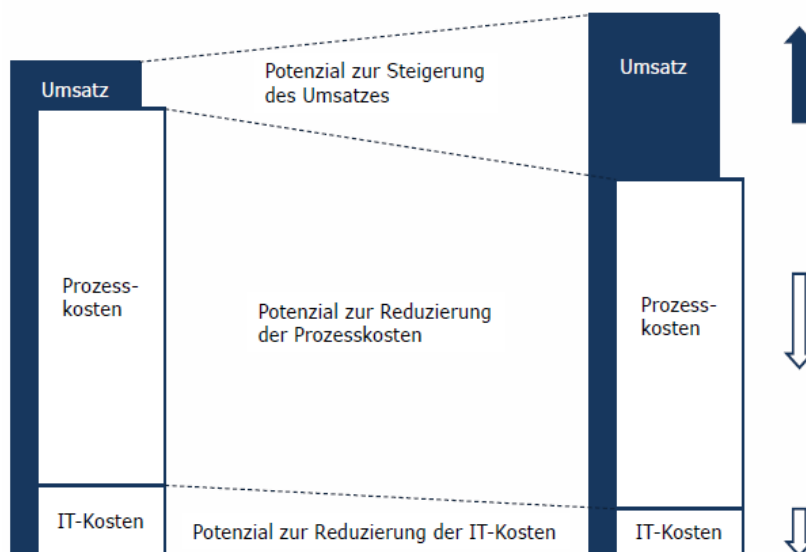 Umsatz
Potenzial zur Steigerung
des Umsatzes
Umsatz
Prozess-
kosten
Potenzial zur Reduzierung
der Prozesskosten
Prozess-
kosten
IT-Kosten
Potenzial zur Reduzierung der IT-Kosten
IT-Kosten